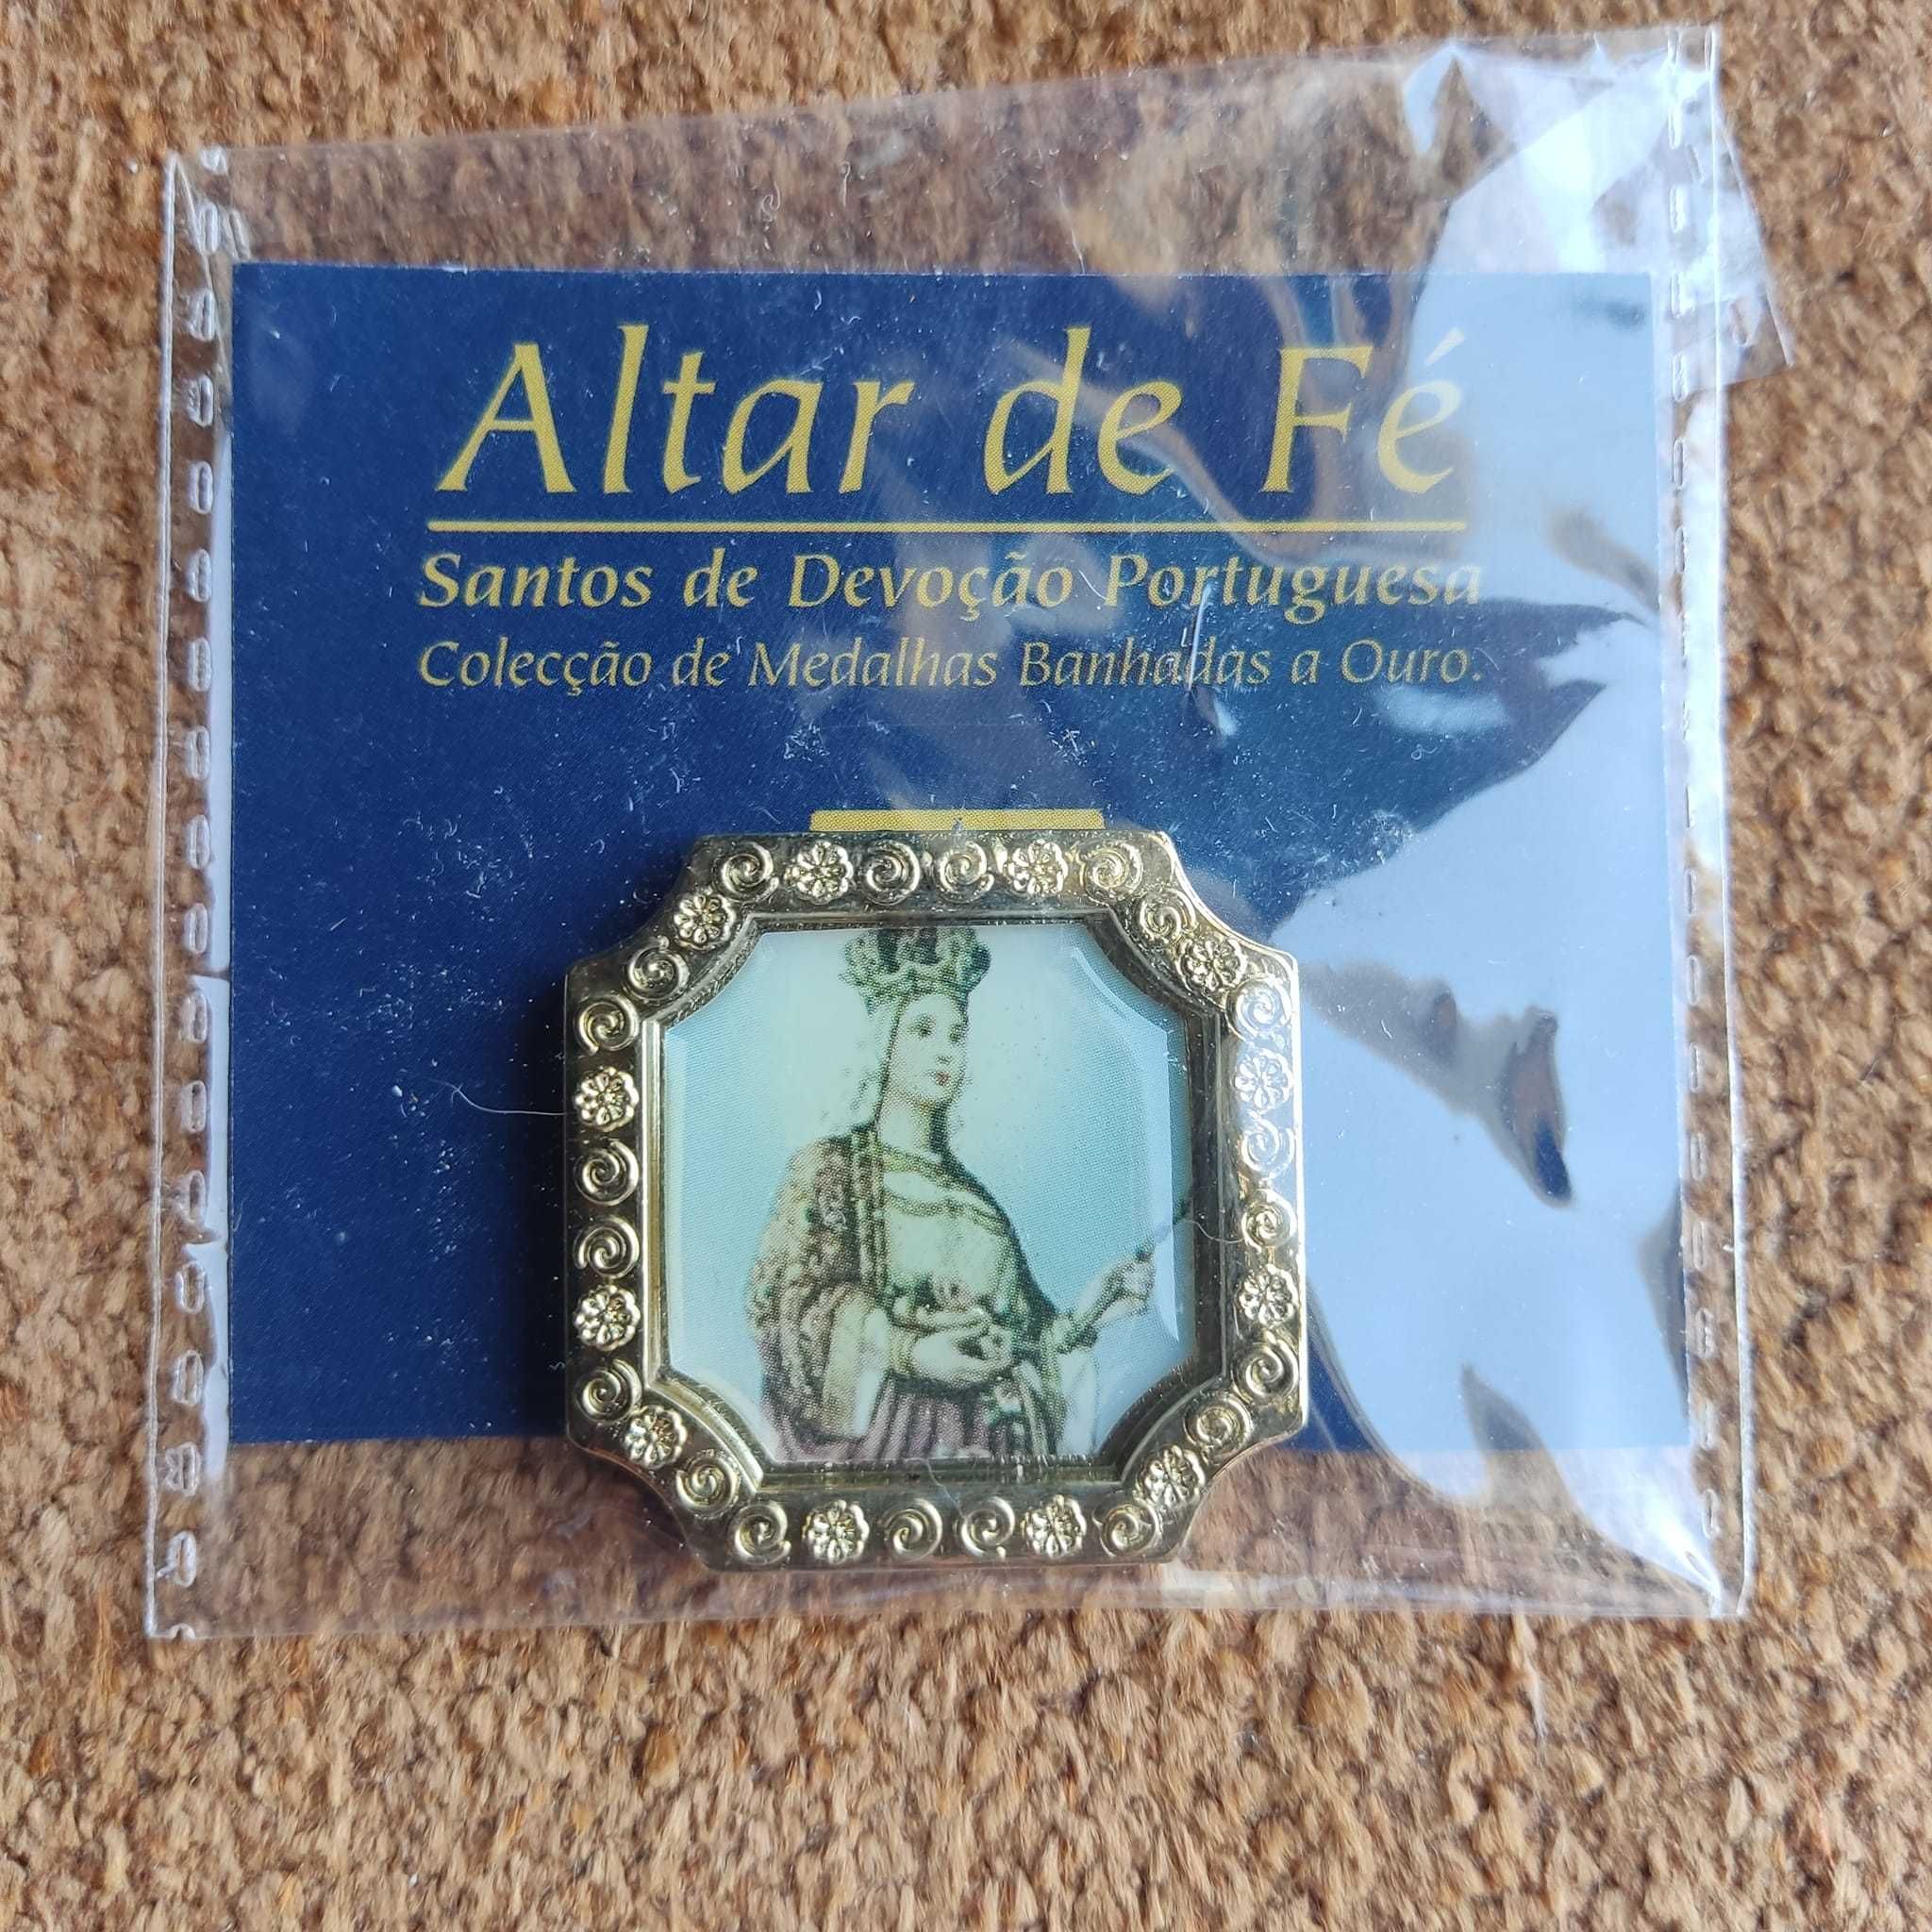 Altar de Fé
Santos de Devoção Portuguesa
Colecção de Medalhas Banhadas a Ouro.